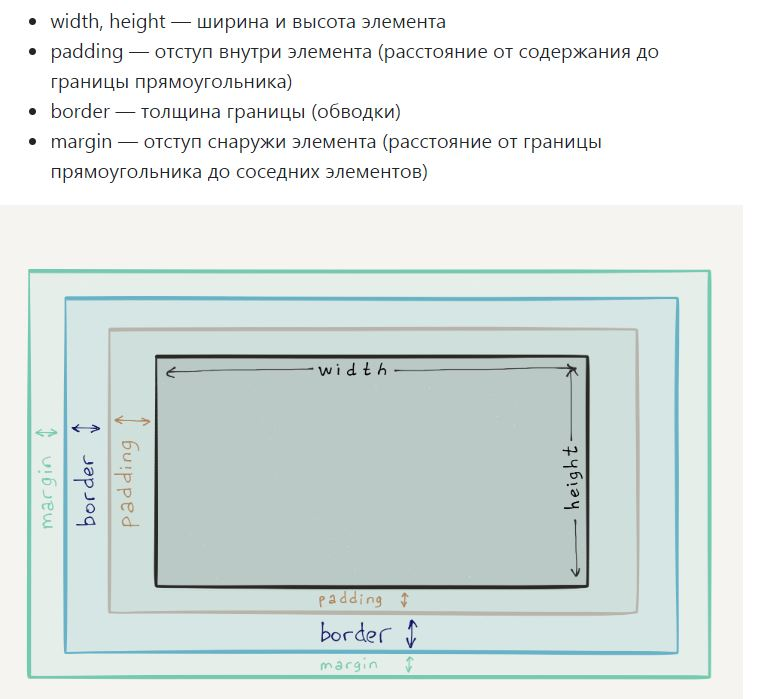 width, height — ширина и высота элемента
padding — отступ внутри элемента (расстояние от содержания до
границы прямоугольника)
border — толщина границы (обводки)
margin — отступ снаружи элемента (расстояние от границы
прямоугольника до соседних элементов)
width
height
margin
border
padding
padding
border
margin